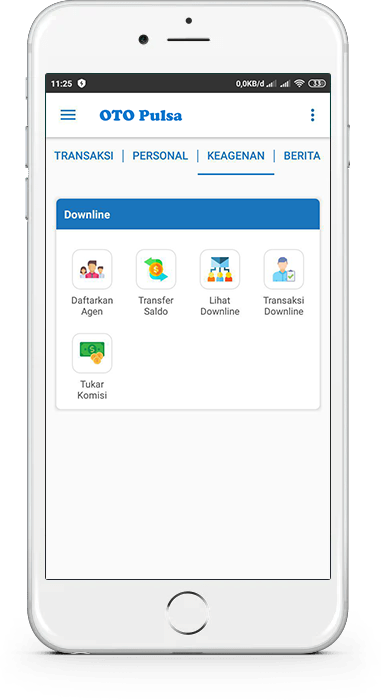 11:25 0,0KB/d 33
OTO Pulsa
TRANSAKSI | PERSONAL | KEAGENAN | BERITA
Downline
Daftarkan Agen
Transfer Saldo
Lihat Downline
Transaksi Downline
Tukar Komisi